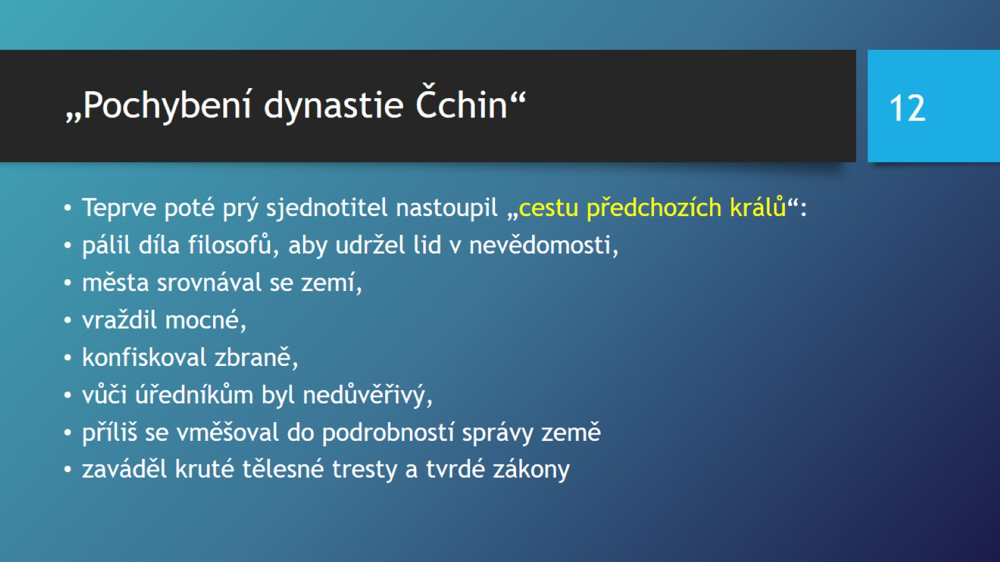 „Pochybení dynastie Čchin“
12
• Teprve poté prý sjednotitel nastoupil „cestu předchozích králů“:
• pálil díla filosofů, aby udržel lid v nevědomosti,
• města srovnával se zemí,
• vraždil mocné,
• konfiskoval zbraně,
• vůči úředníkům byl nedůvěřivý,
• příliš se vměšoval do podrobností správy země
• zaváděl kruté tělesné tresty a tvrdé zákony